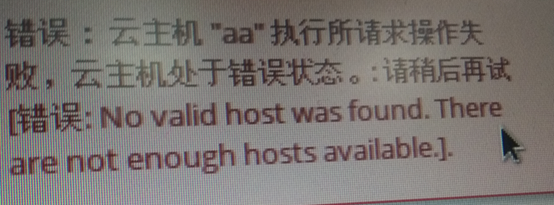 错误：云主机 "aa" 执行所请求操作失
败，云主机处于错误状态。:请稍后再试
[错误: No valid host was found. There
are not enough hosts available.].